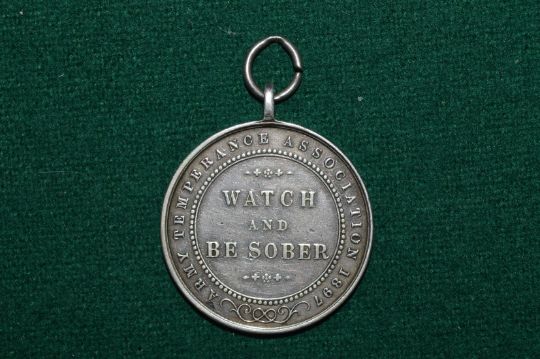 ARMY TEMPERANCE ASSOCIATION 1897
WATCH
AND
BE SOBER